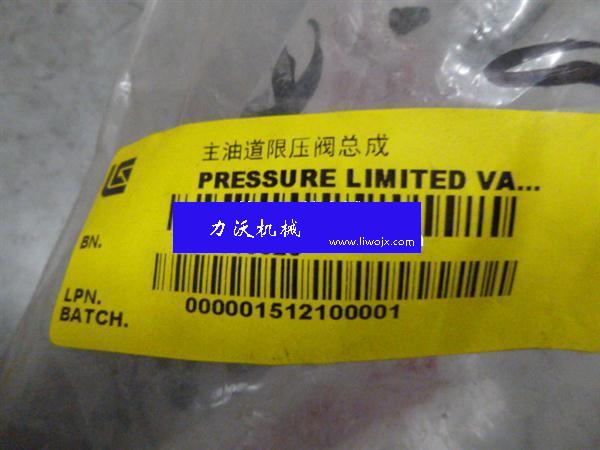 主油道限压阀总成
PRESSURE LIMITED VA...
力沃机械
www.liwojx.com
BN.
LPN.
BATCH.
000001512100001